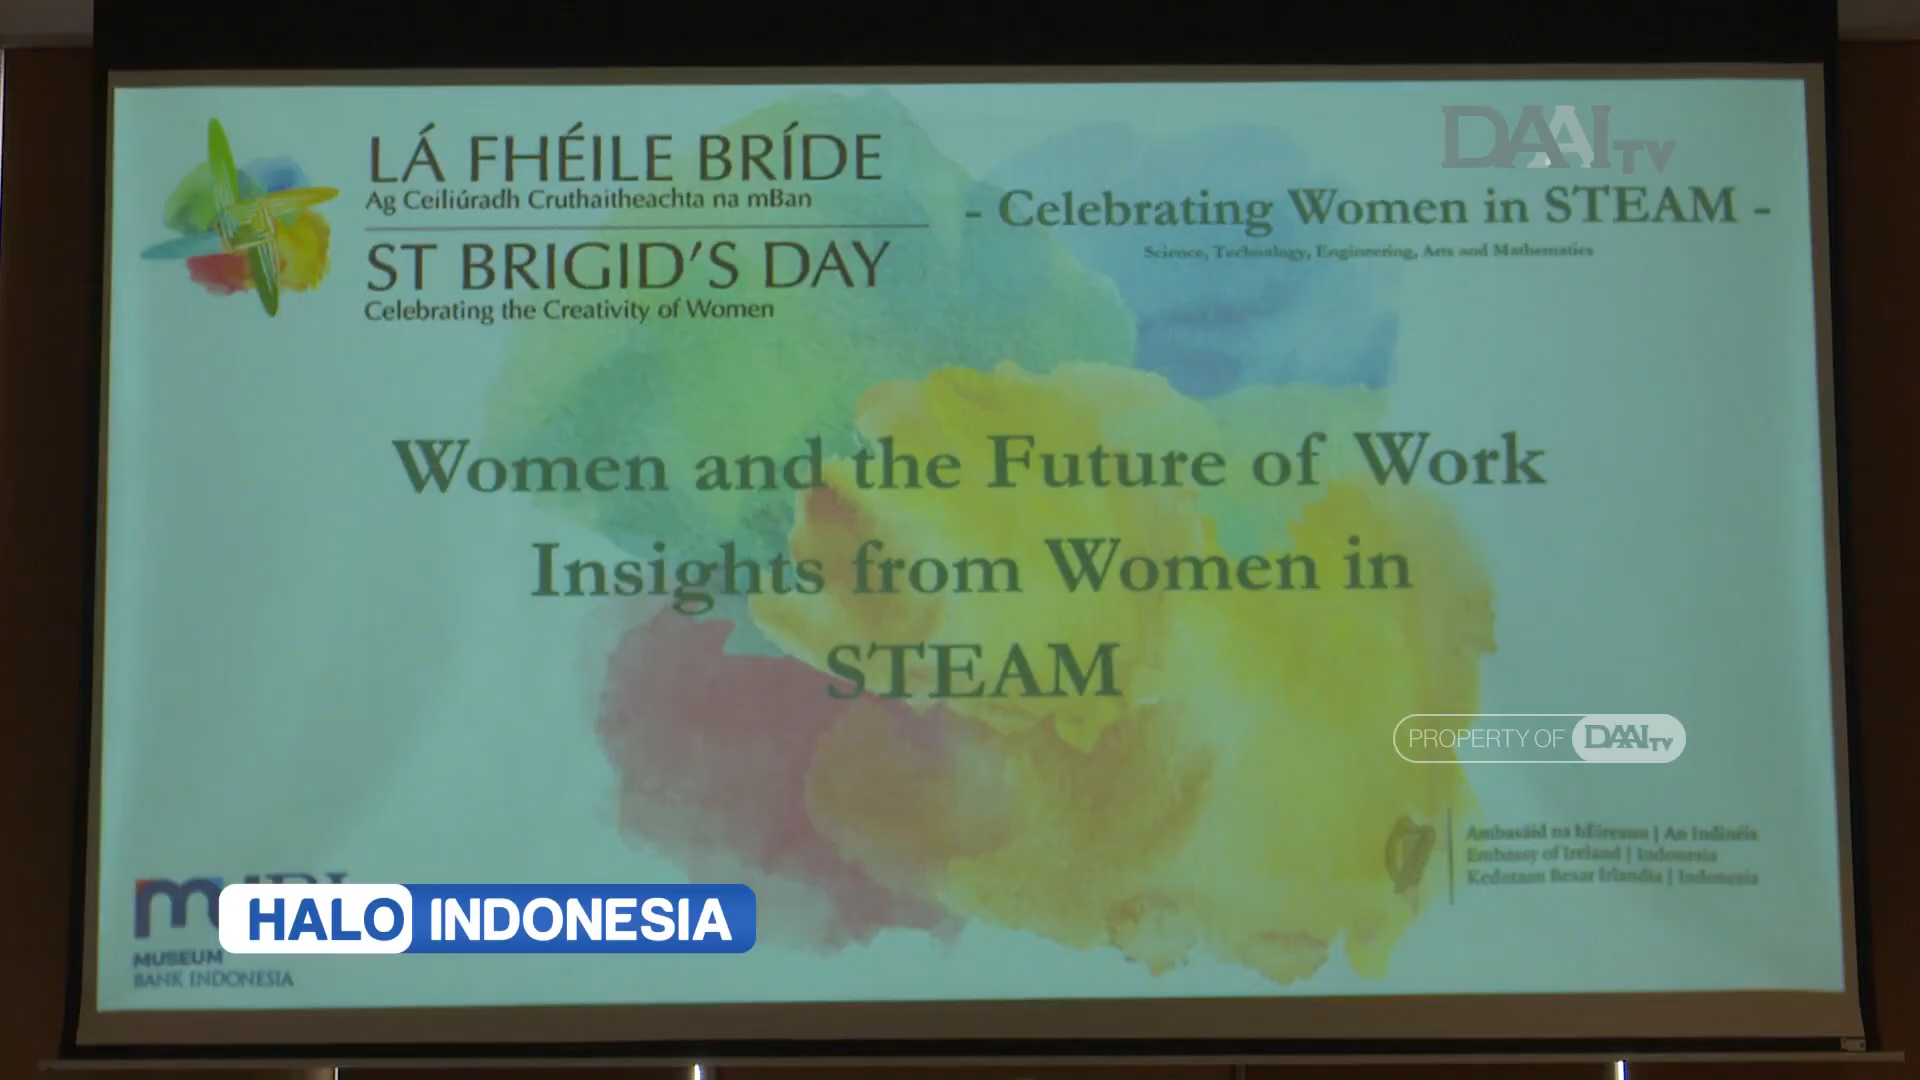 LÁ FHÉILE BRÍDE
Ag Ceiliúradh Cruthaitheachta na mBan
ST BRIGID'S DAY
Celebrating the Creativity of Women
DAAI TV
- Celebrating Women in STEAM -
Science, Technology, Engineering, Arts and Mathematics
Women and the Future of Work
Insights from Women in
STEAM
PROPERTY OF DAAI TV
Ambasáid na hÉireann | An Indinéis
Embassy of Ireland | Indonesia
Kedutaan Besar Irlandia | Indonesia
HALO INDONESIA
MUSEUM
BANK INDONESIA